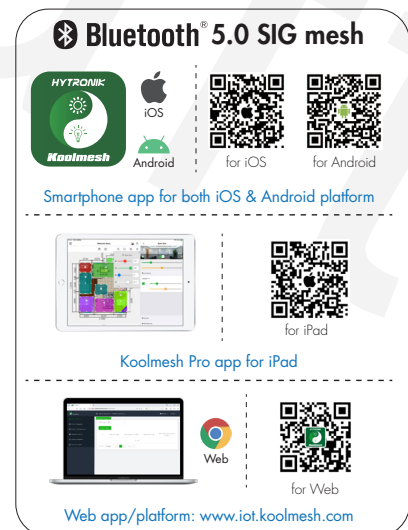 Bluetooth® 5.0 SIG mesh
HYTRONIK
Koolmesh
iOS
Android
for iOS
for Android
Smartphone app for both iOS & Android platform
for iPad
Koolmesh Pro app for iPad
Web
for Web
Web app/platform: www.iot.koolmesh.com